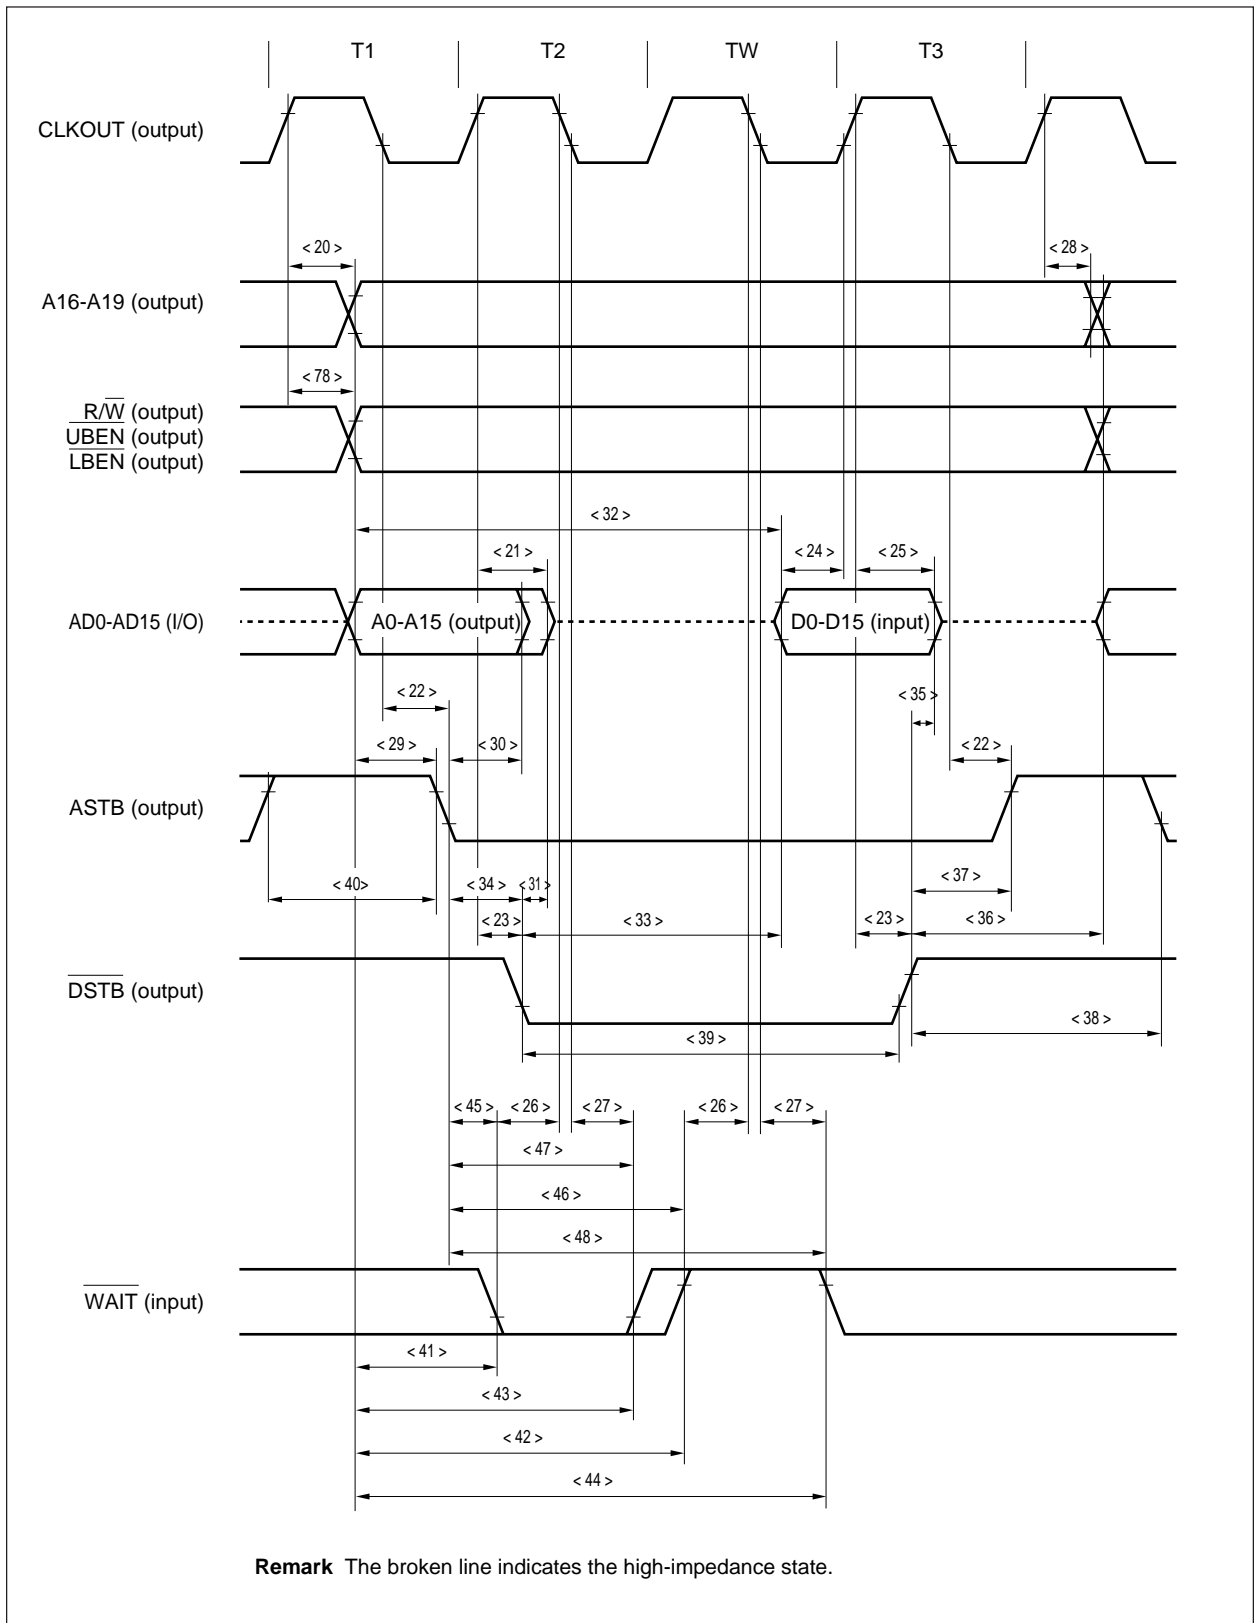 T1 T2 TW T3
CLKOUT (output)
< 20 > < 28 >
A16-A19 (output)
< 78 >
R/W (output)
UBEN (output)
LBEN (output)
< 32 >
< 21 > < 24 > < 25 >
AD0-AD15 (I/O) A0-A15 (output) D0-D15 (input)
< 22 > < 35 >
< 29 > < 30 > < 22 >
ASTB (output)
< 40> < 34 > < 31> < 37 >
< 23 > < 33 > < 23 > < 36 >
DSTB (output)
< 38 >
< 39 >
< 45 > < 26 > < 27 > < 26 > < 27 >
< 47 >
< 46 >
< 48 >
WAIT (input)
< 41 >
< 43 >
< 42 >
< 44 >
Remark The broken line indicates the high-impedance state.